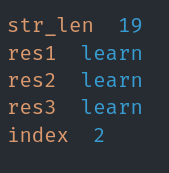 str_len 19
res1 learn
res2 learn
res3 learn
index 2